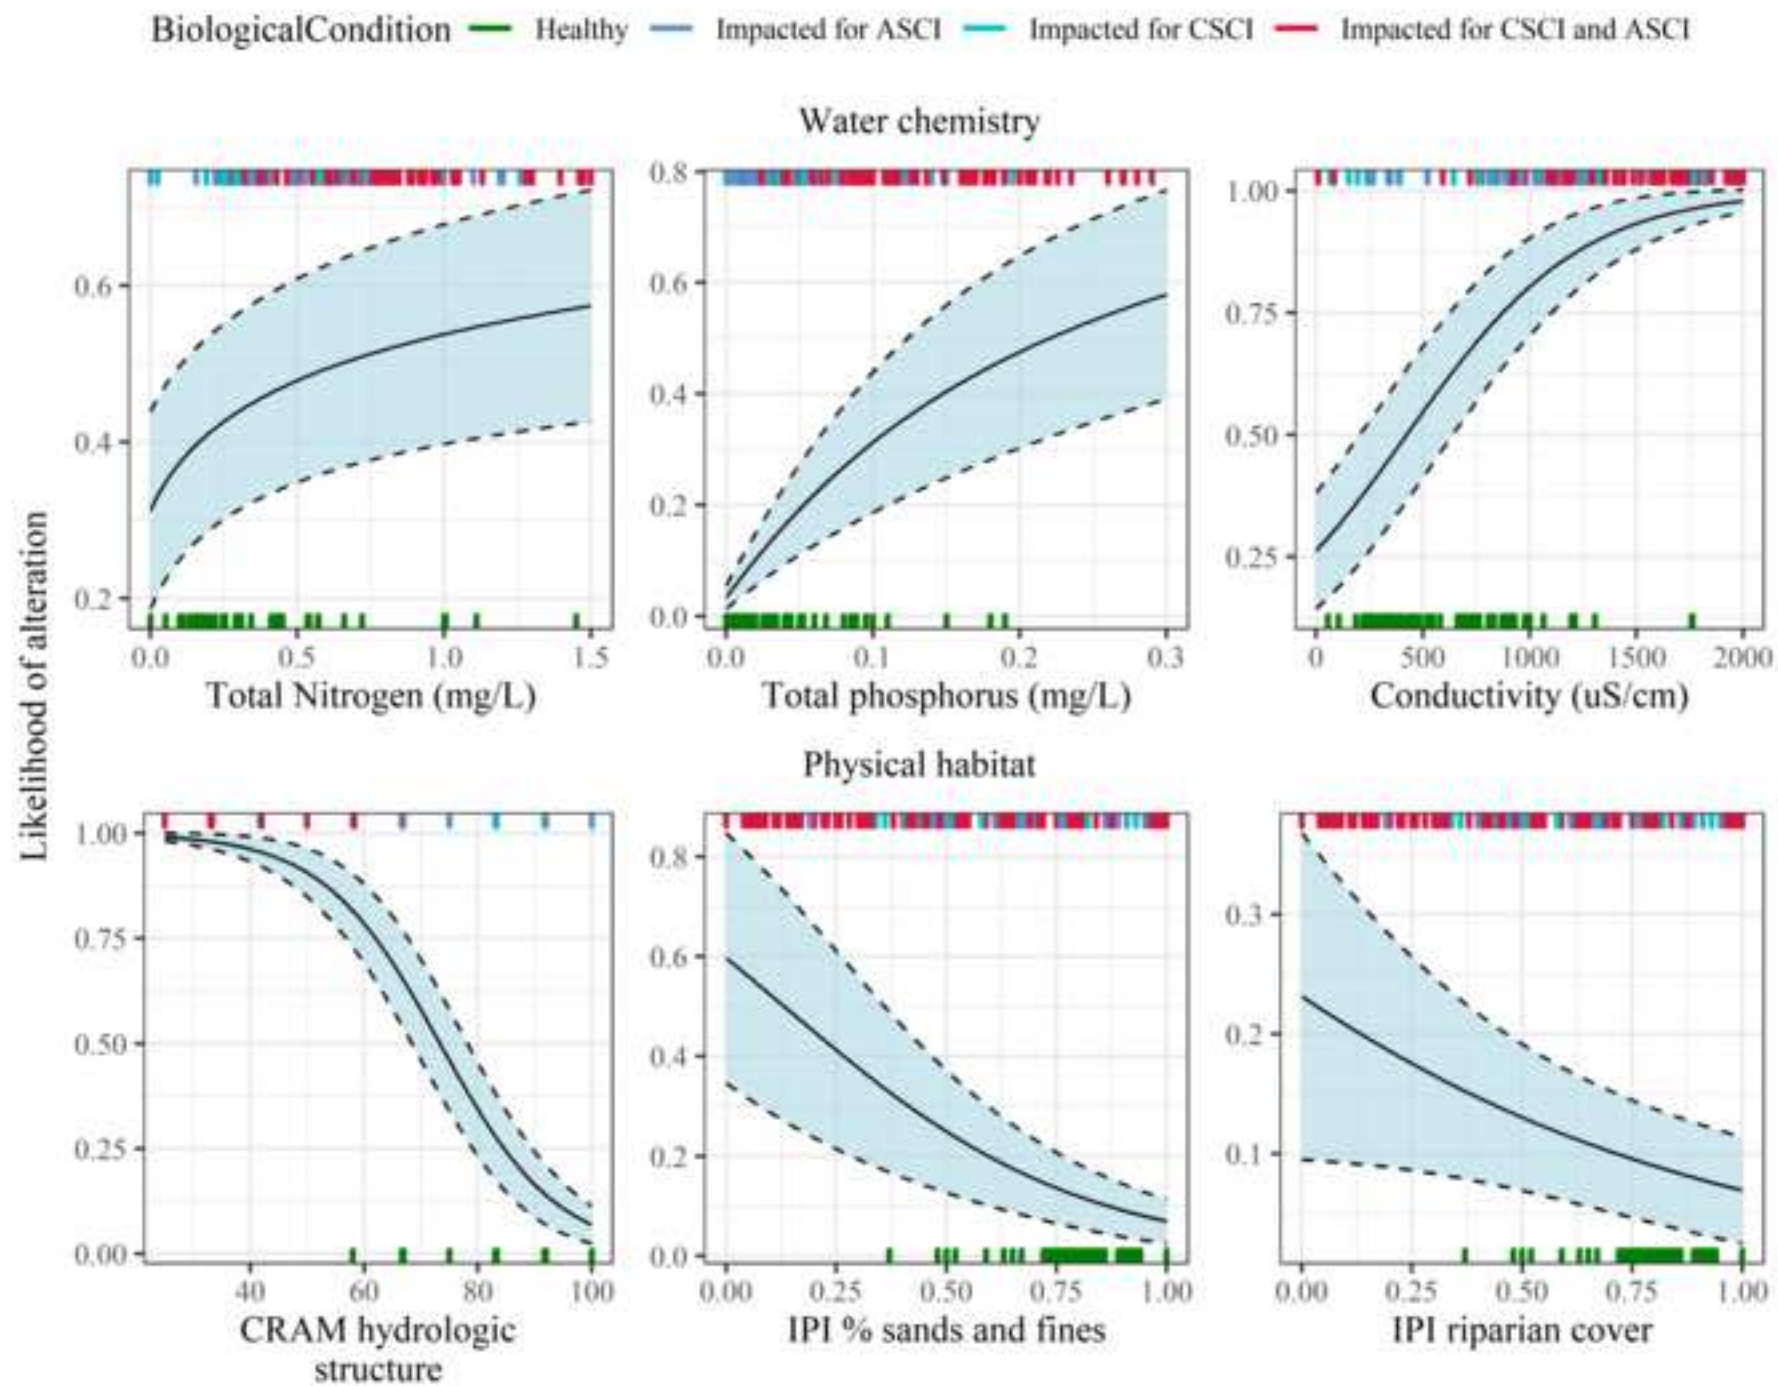 BiologicalCondition Healthy Impacted for ASCI Impacted for CSCI Impacted for CSCI and ASCI
Water chemistry
Likelihood of alteration
0.6
0.4
0.2
0.0 0.5 1.0 1.5
Total Nitrogen (mg/L)
0.8
0.6
0.4
0.2
0.0
0.0 0.1 0.2 0.3
Total phosphorus (mg/L)
1.00
0.75
0.50
0.25
0 500 1000 1500 2000
Conductivity (uS/cm)
Physical habitat
1.00
0.75
0.50
0.25
0.00
40 60 80 100
CRAM hydrologic
structure
0.8
0.6
0.4
0.2
0.0
0.00 0.25 0.50 0.75 1.00
IPI % sands and fines
0.3
0.2
0.1
0.00 0.25 0.50 0.75 1.00
IPI riparian cover